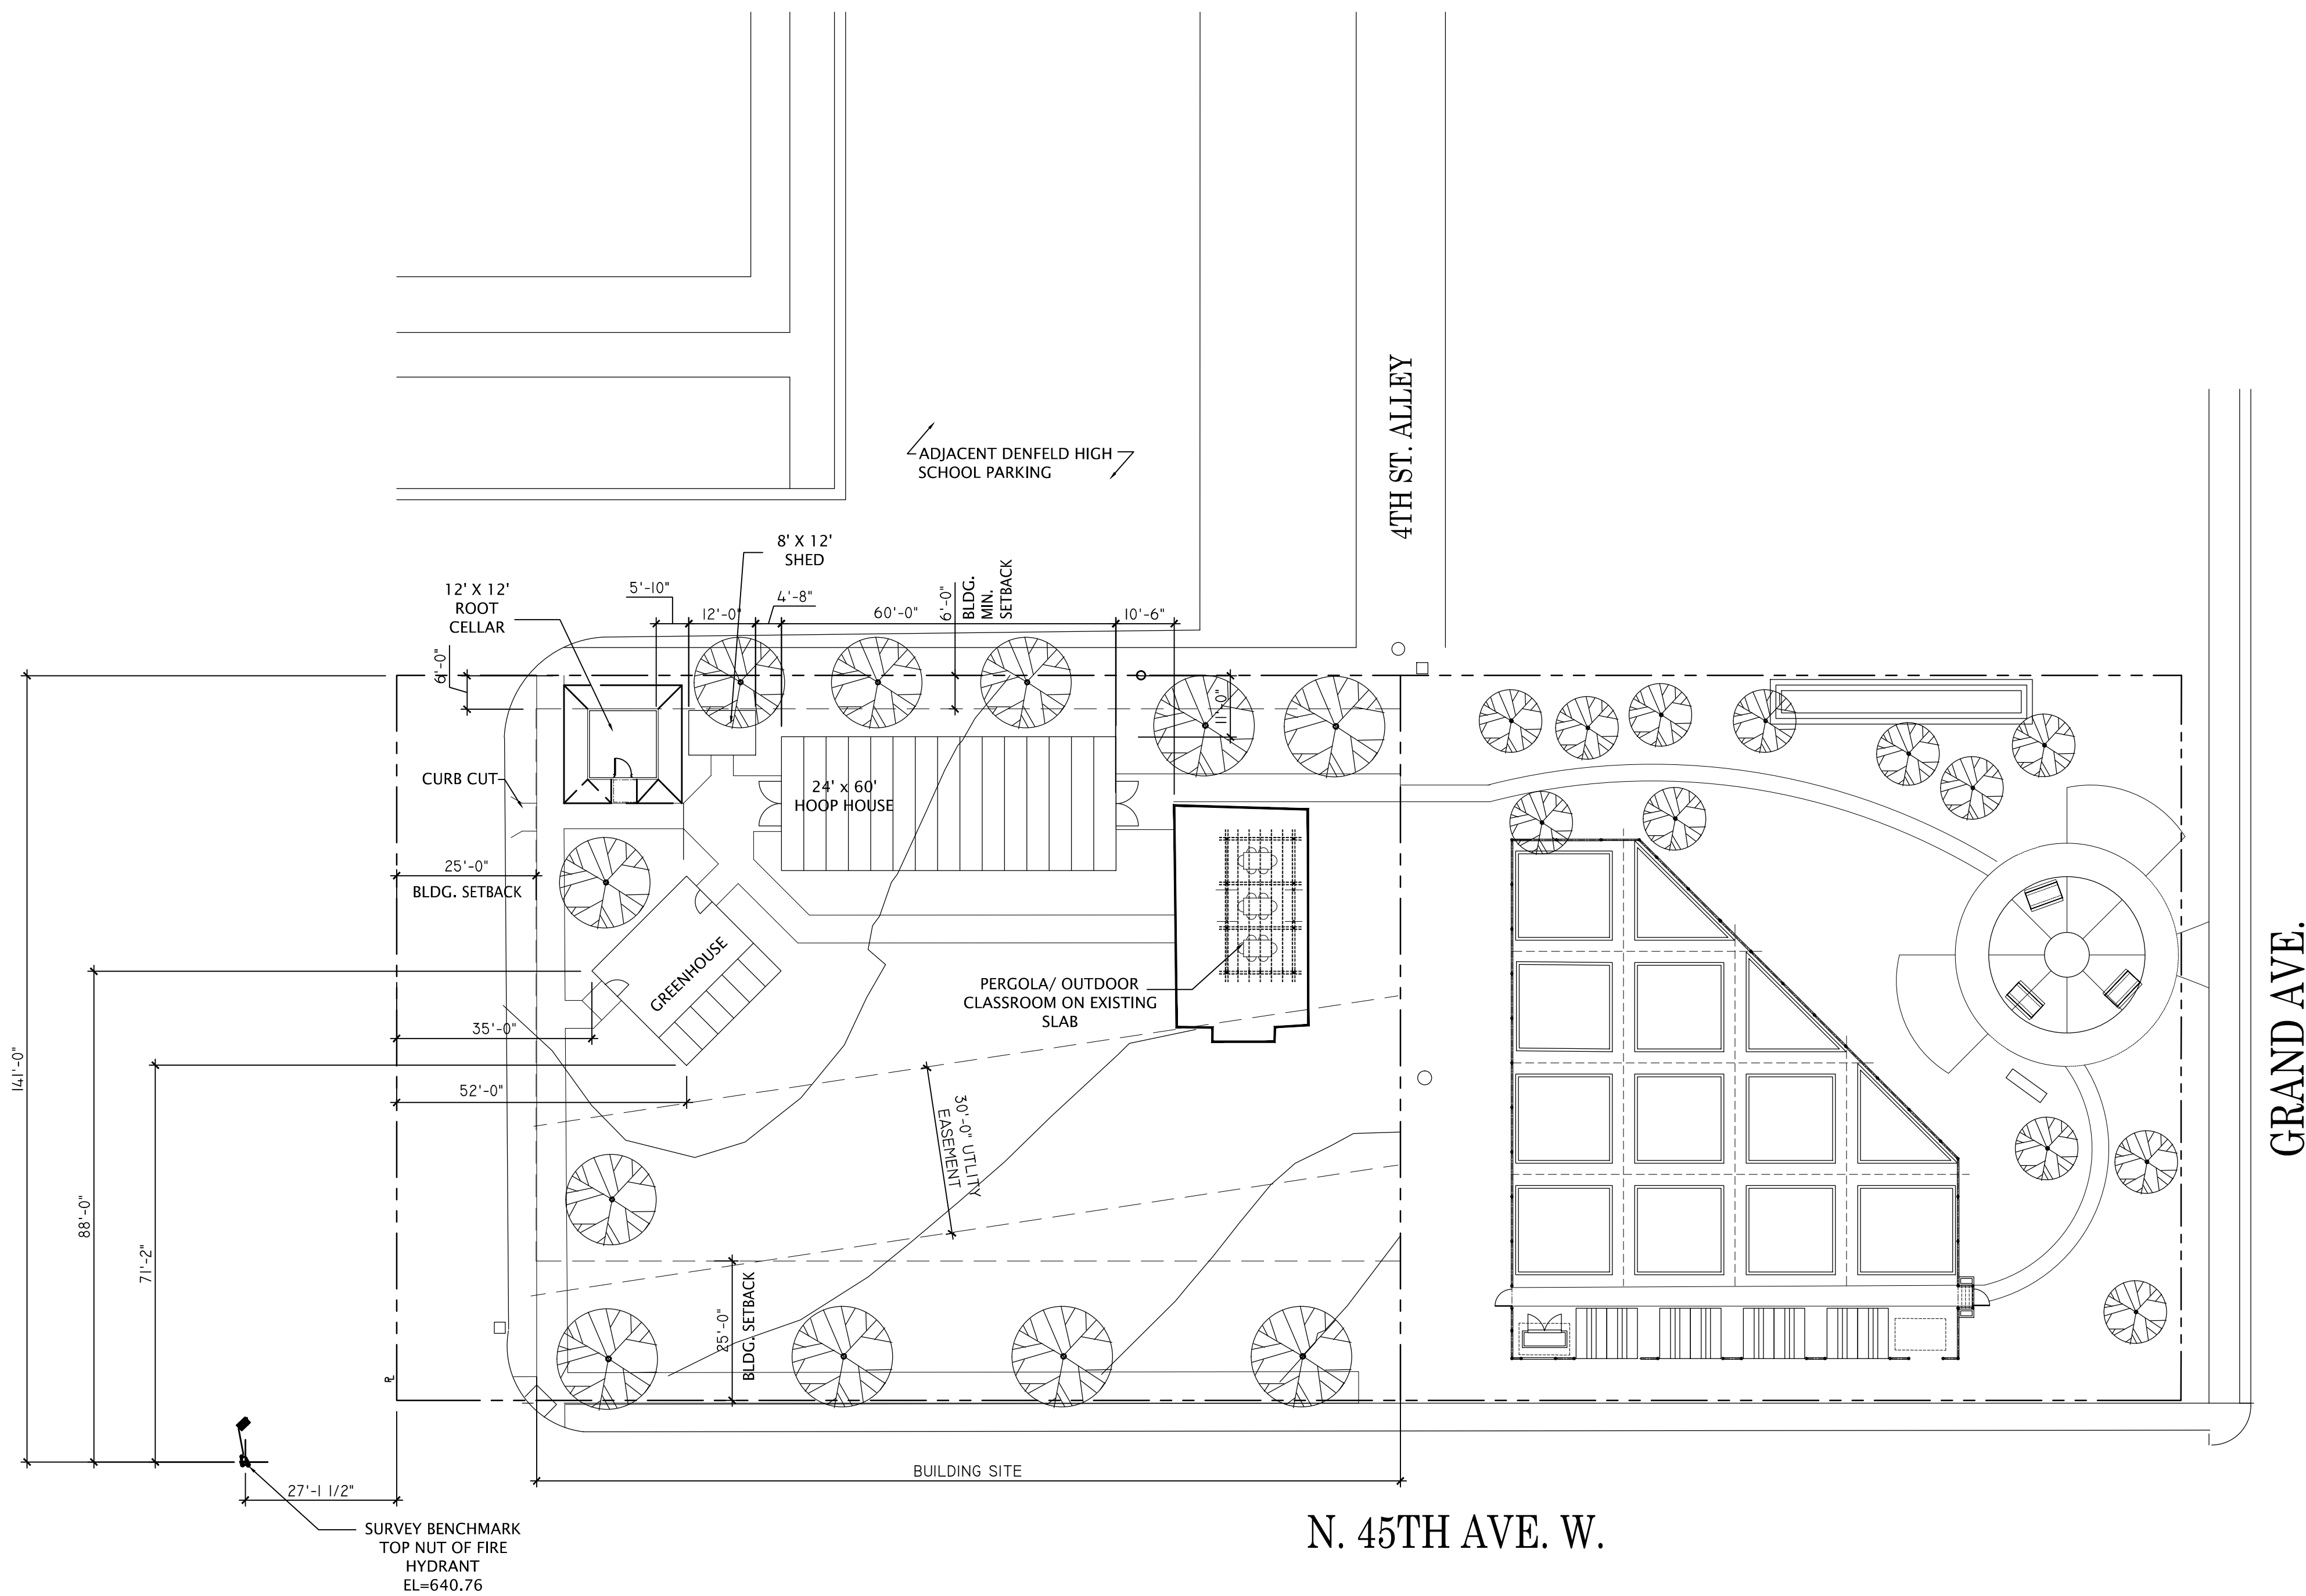 4TH ST. ALLEY
ADJACENT DENFELD HIGH
SCHOOL PARKING
8' X 12'
SHED
12' X 12'
ROOT
CELLAR
5'-10"
12'-0"
4'-8"
60'-0"
6'-0"
BLDG.
MIN.
SETBACK
10'-6"
6'-0"
11'-0"
CURB CUT
24' x 60'
HOOP HOUSE
25'-0"
BLDG. SETBACK
GREENHOUSE
PERGOLA/ OUTDOOR
CLASSROOM ON EXISTING
SLAB
35'-0"
52'-0"
141'-0"
88'-0"
71'-2"
30'-0" UTLITY
EASEMENT
25'-0"
BLDG. SETBACK
GRAND AVE.
PL
BUILDING SITE
27'-1 1/2"
N. 45TH AVE. W.
SURVEY BENCHMARK
TOP NUT OF FIRE
HYDRANT
EL=640.76